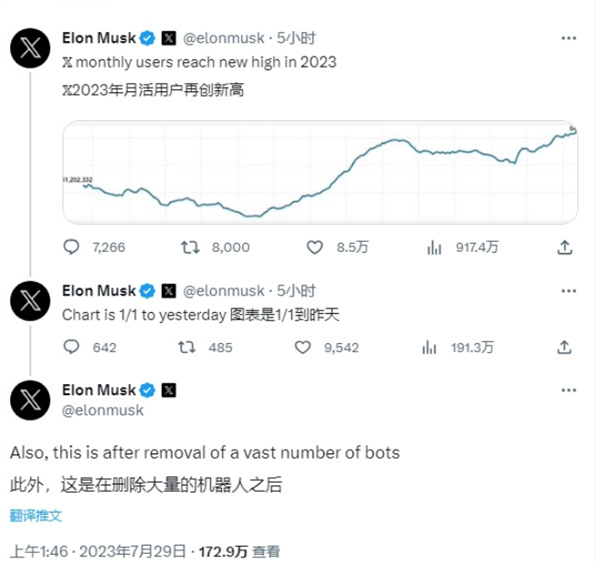 Elon Musk @elonmusk · 5小时
𝕏 monthly users reach new high in 2023
𝕏2023年月活用户再创新高
7,266 8,000 8.5万 917.4万
Elon Musk @elonmusk · 5小时
Chart is 1/1 to yesterday 图表是1/1到昨天
642 485 9,542 191.3万
Elon Musk
@elonmusk
Also, this is after removal of a vast number of bots
此外，这是在删除大量的机器人之后
翻译推文
上午1:46 · 2023年7月29日 · 172.9万 查看